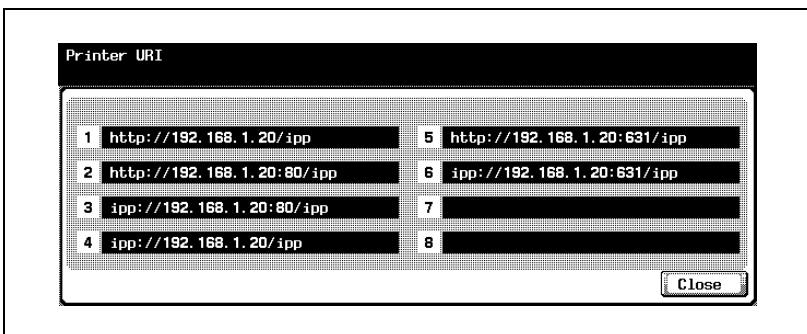 Printer URI
1 http://192.168.1.20/ipp
2 http://192.168.1.20:80/ipp
3 ipp://192.168.1.20:80/ipp
4 ipp://192.168.1.20/ipp
5 http://192.168.1.20:631/ipp
6 ipp://192.168.1.20:631/ipp
7
8
Close